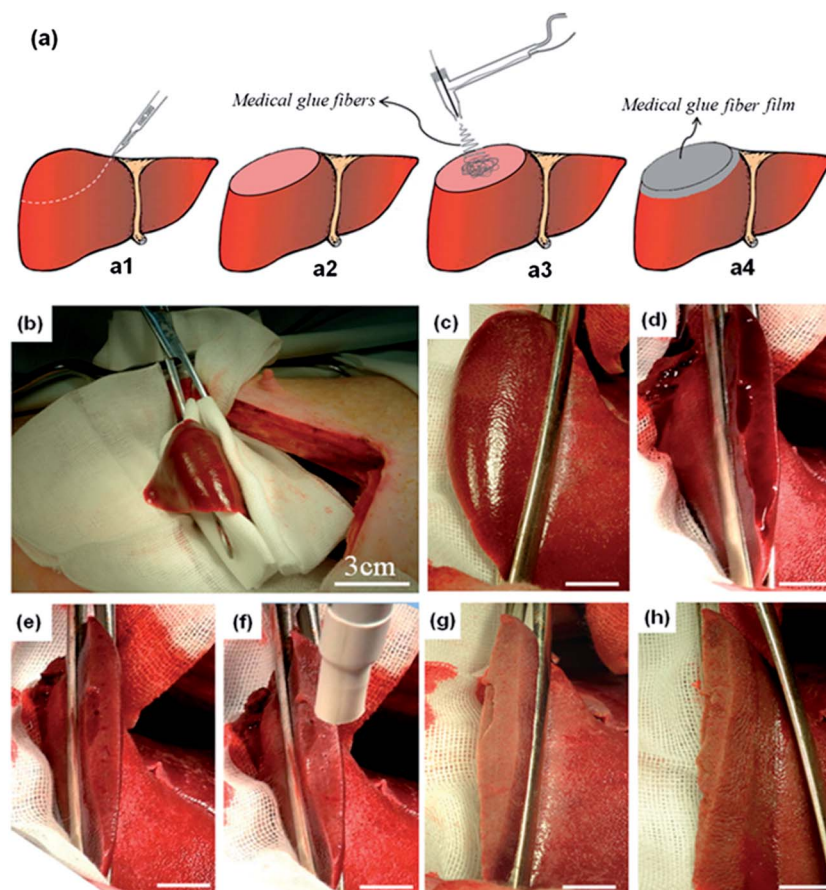 (a)
Medical glue fibers
Medical glue fiber film
a1
a2
a3
a4
(b)
3cm
(c)
(d)
(e)
(f)
(g)
(h)